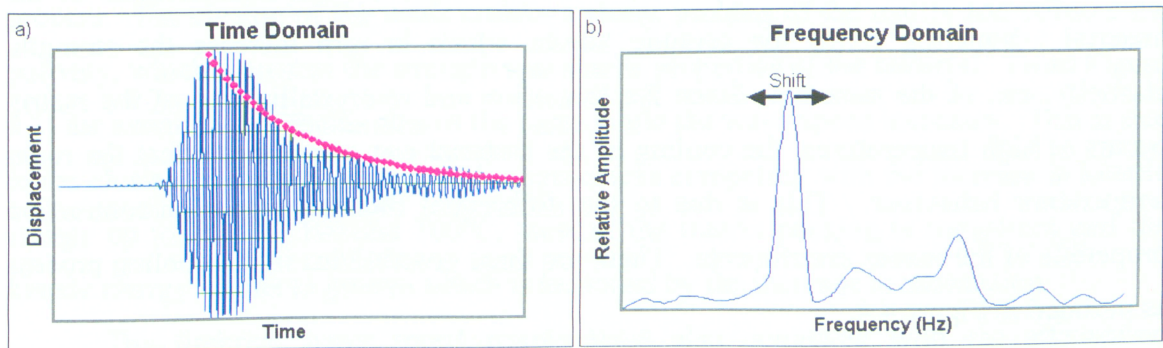 a)
Time Domain
Displacement
Time
b)
Frequency Domain
Shift
Relative Amplitude
Frequency (Hz)